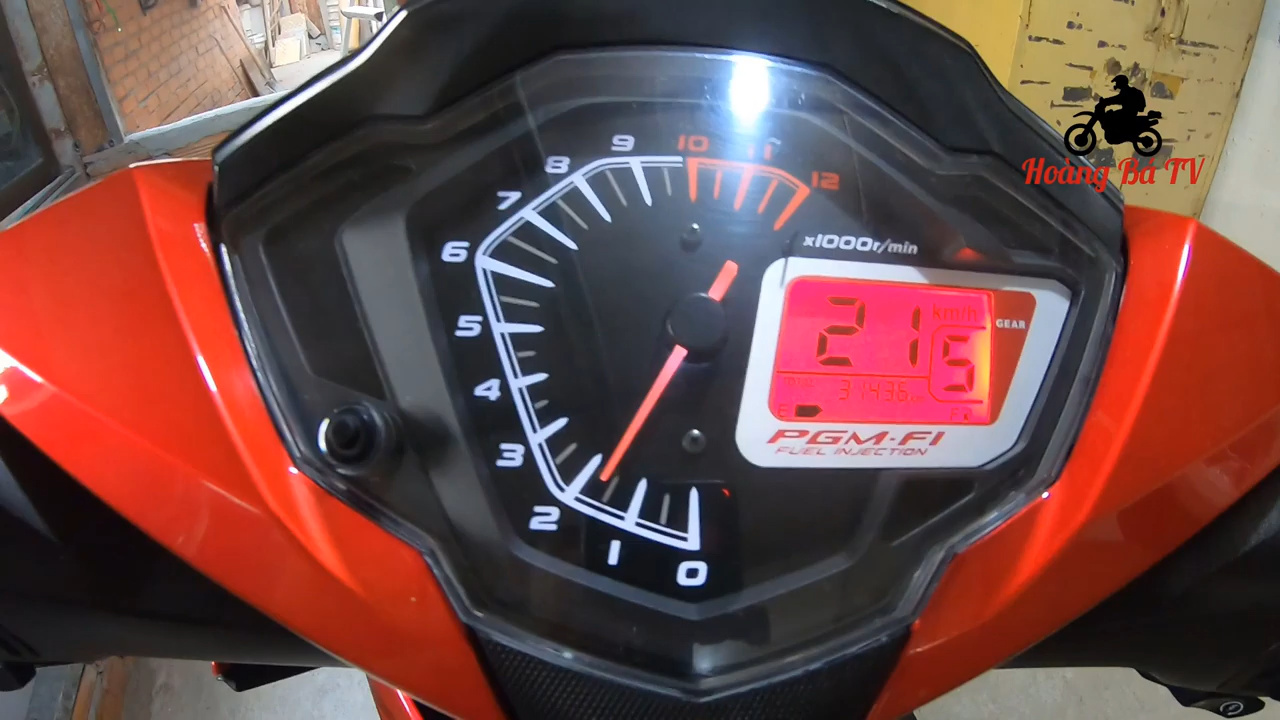 Hoàng Bá TV
9
10
11
8
12
7
x1000r/min
6
21 km/h
GEAR
5
5
31436
4
E
F
PGM-FI
FUEL INJECTION
3
2
1
0